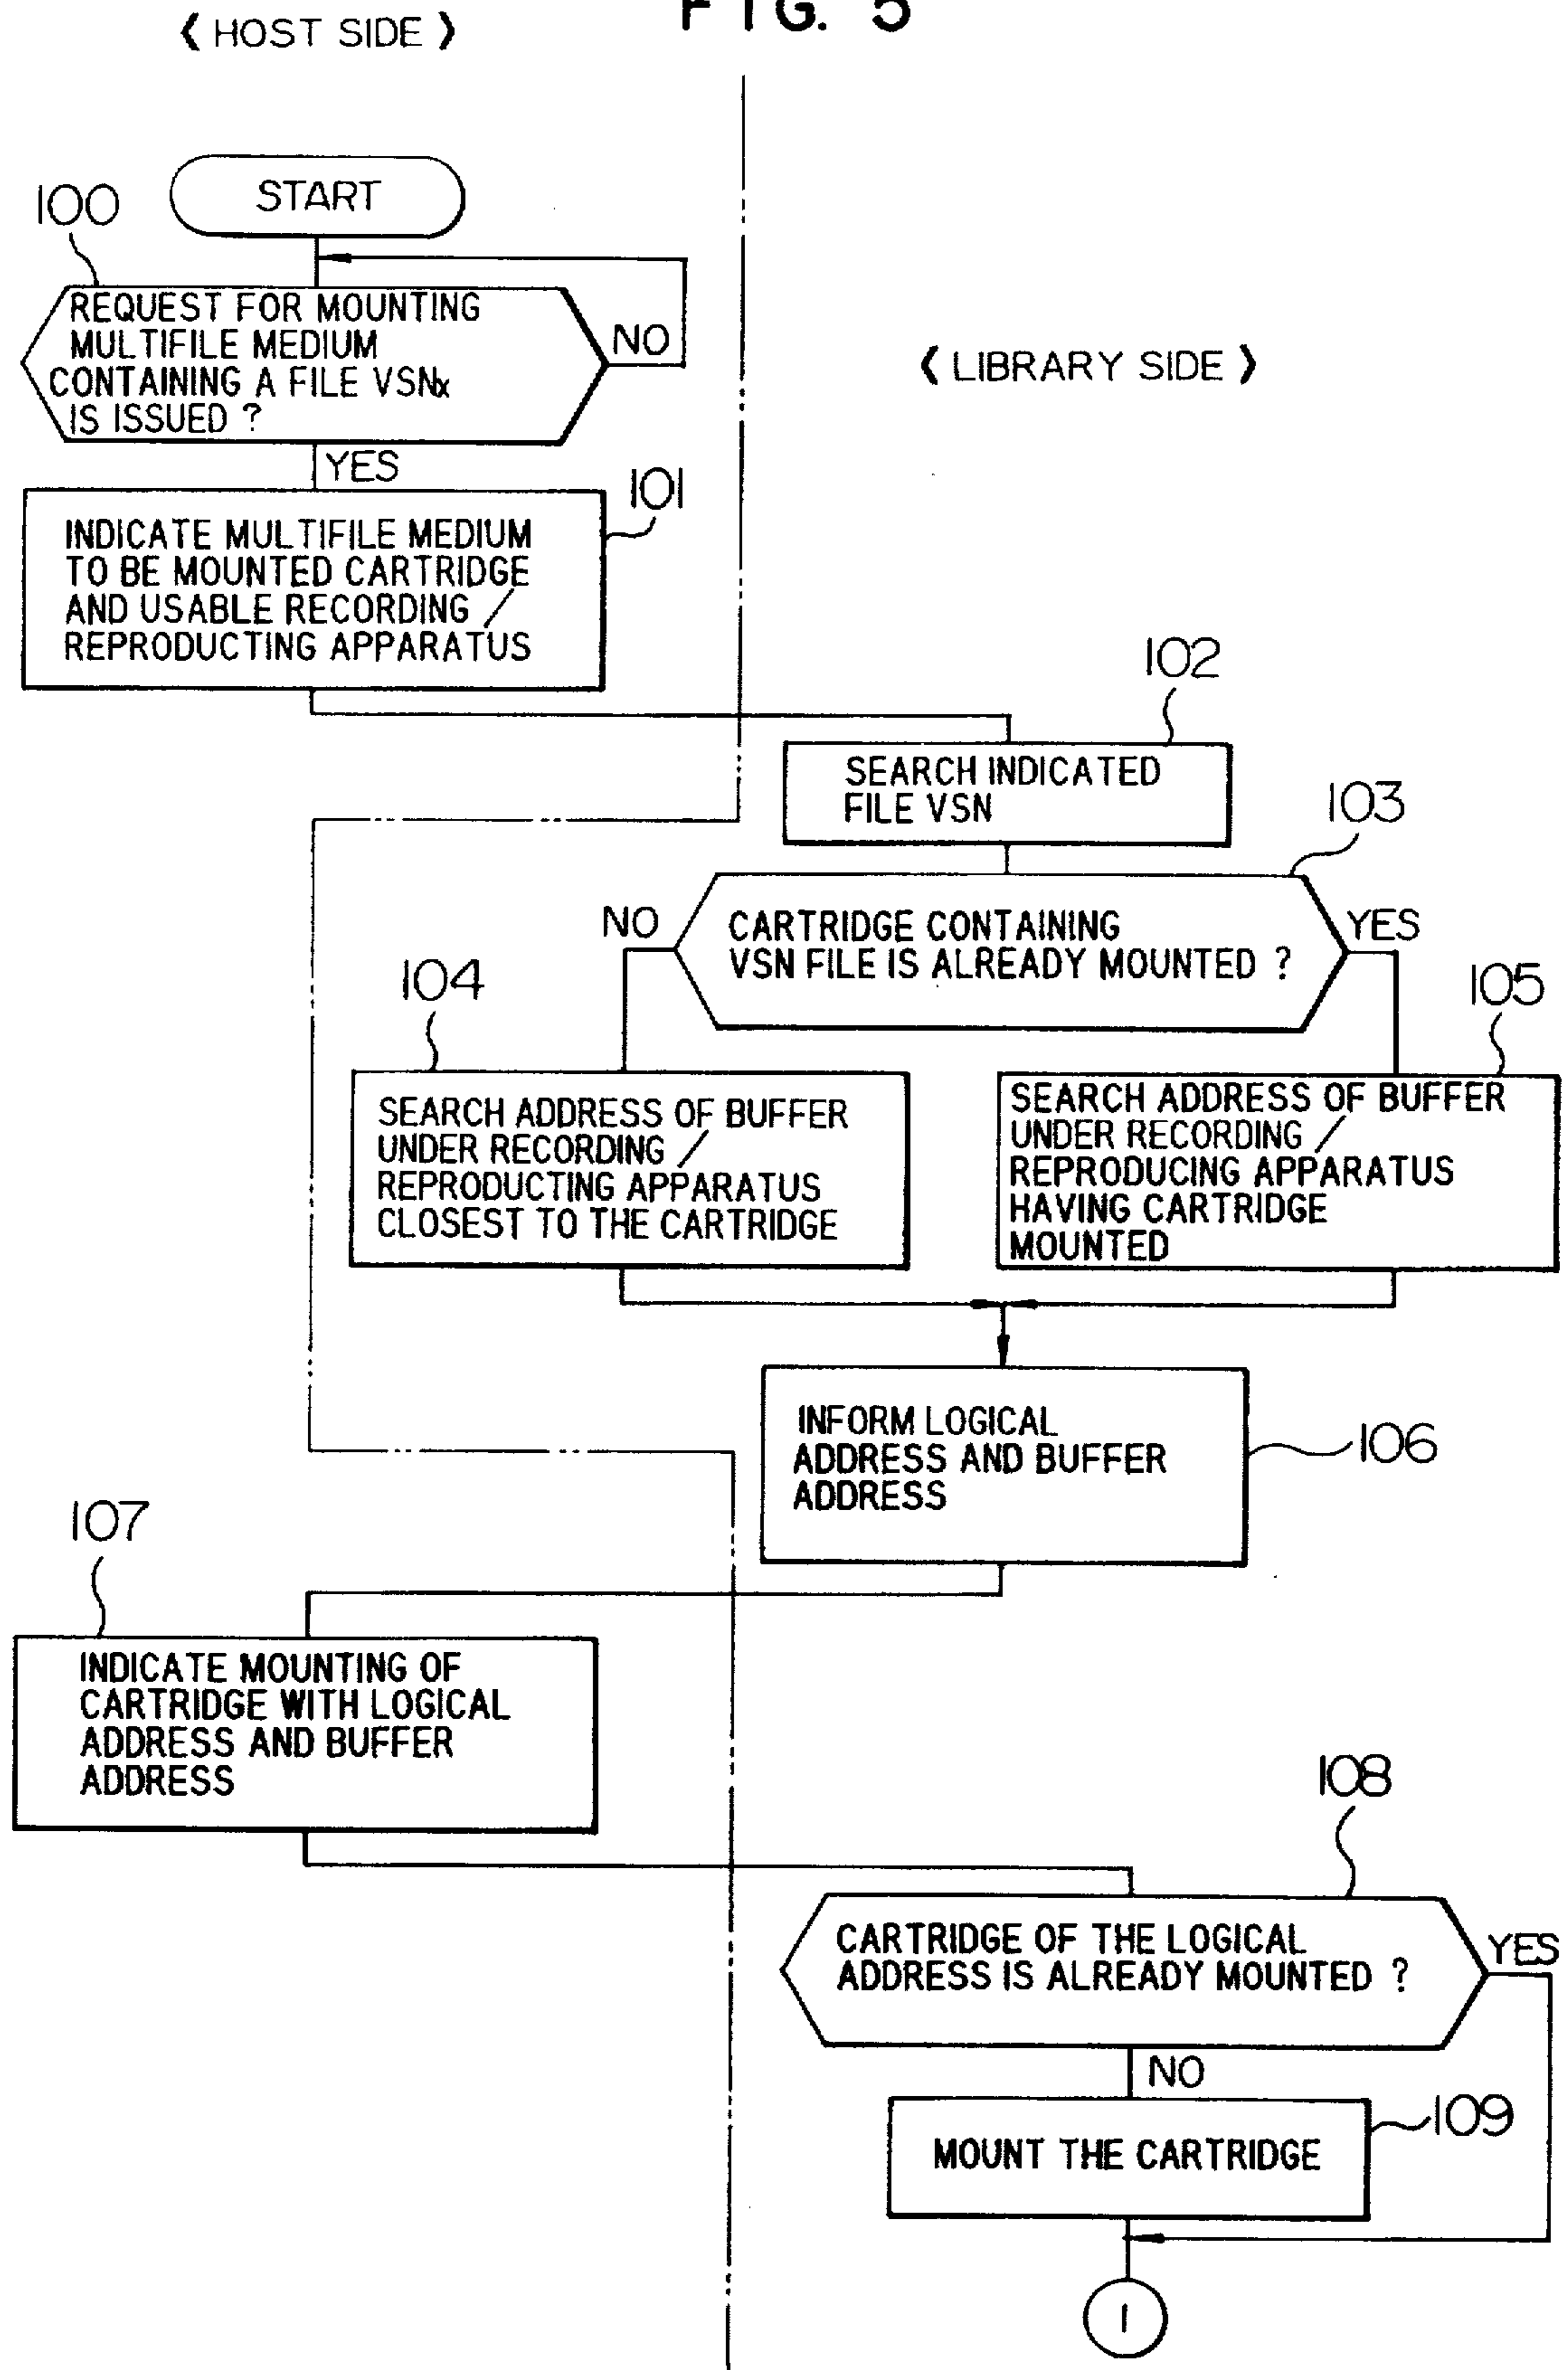 FIG. 5
《 HOST SIDE 》
START
100
REQUEST FOR MOUNTING
MULTIFILE MEDIUM
CONTAINING A FILE VSNx
IS ISSUED ?
NO
《 LIBRARY SIDE 》
YES
101
INDICATE MULTIFILE MEDIUM
TO BE MOUNTED CARTRIDGE
AND USABLE RECORDING /
REPRODUCTING APPARATUS
102
SEARCH INDICATED
FILE VSN
103
CARTRIDGE CONTAINING
VSN FILE IS ALREADY MOUNTED ?
NO
YES
104
SEARCH ADDRESS OF BUFFER
UNDER RECORDING /
REPRODUCTING APPARATUS
CLOSEST TO THE CARTRIDGE
105
SEARCH ADDRESS OF BUFFER
UNDER RECORDING /
REPRODUCING APPARATUS
HAVING CARTRIDGE
MOUNTED
INFORM LOGICAL
ADDRESS AND BUFFER
ADDRESS
106
107
INDICATE MOUNTING OF
CARTRIDGE WITH LOGICAL
ADDRESS AND BUFFER
ADDRESS
108
CARTRIDGE OF THE LOGICAL
ADDRESS IS ALREADY MOUNTED ?
YES
NO
109
MOUNT THE CARTRIDGE
1